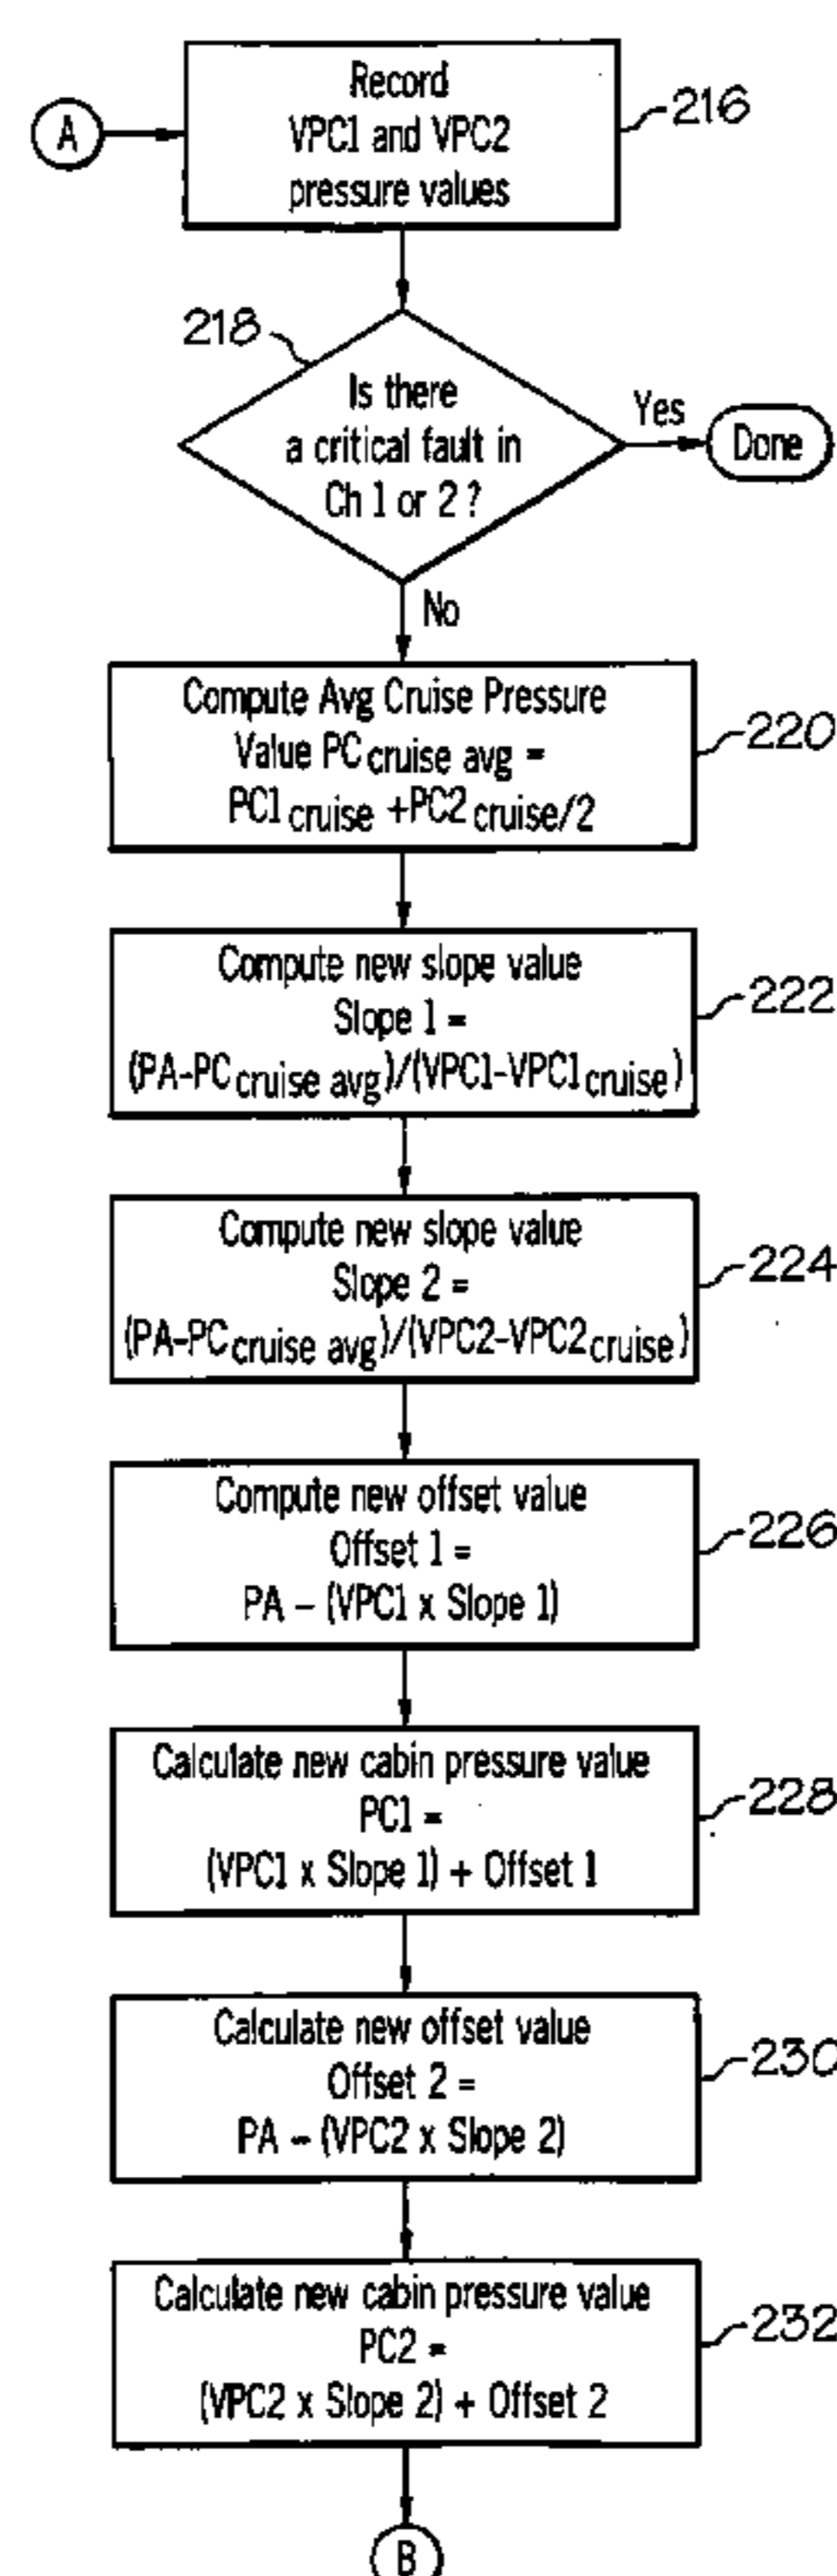 A
Record
VPC1 and VPC2
pressure values
216
218
Is there
a critical fault in
Ch 1 or 2 ?
Yes
Done
No
Compute Avg Cruise Pressure
Value PC cruise avg =
PC1 cruise +PC2 cruise/2
220
Compute new slope value
Slope 1 =
(PA-PC cruise avg)/(VPC1-VPC1 cruise)
222
Compute new slope value
Slope 2 =
(PA-PC cruise avg)/(VPC2-VPC2 cruise)
224
Compute new offset value
Offset 1 =
PA – (VPC1 x Slope 1)
226
Calculate new cabin pressure value
PC1 =
(VPC1 x Slope 1) + Offset 1
228
Calculate new offset value
Offset 2 =
PA – (VPC2 x Slope 2)
230
Calculate new cabin pressure value
PC2 =
(VPC2 x Slope 2) + Offset 2
232
B